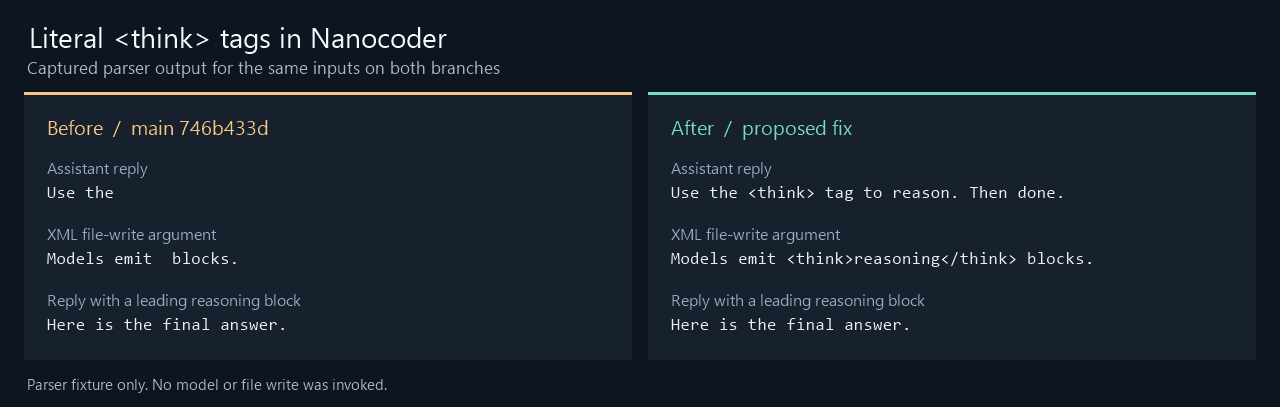 Literal <think> tags in Nanocoder
Captured parser output for the same inputs on both branches
Before / main 746b433d
Assistant reply
Use the
XML file-write argument
Models emit  blocks.
Reply with a leading reasoning block
Here is the final answer.
After / proposed fix
Assistant reply
Use the <think> tag to reason. Then done.
XML file-write argument
Models emit <think>reasoning</think> blocks.
Reply with a leading reasoning block
Here is the final answer.
Parser fixture only. No model or file write was invoked.